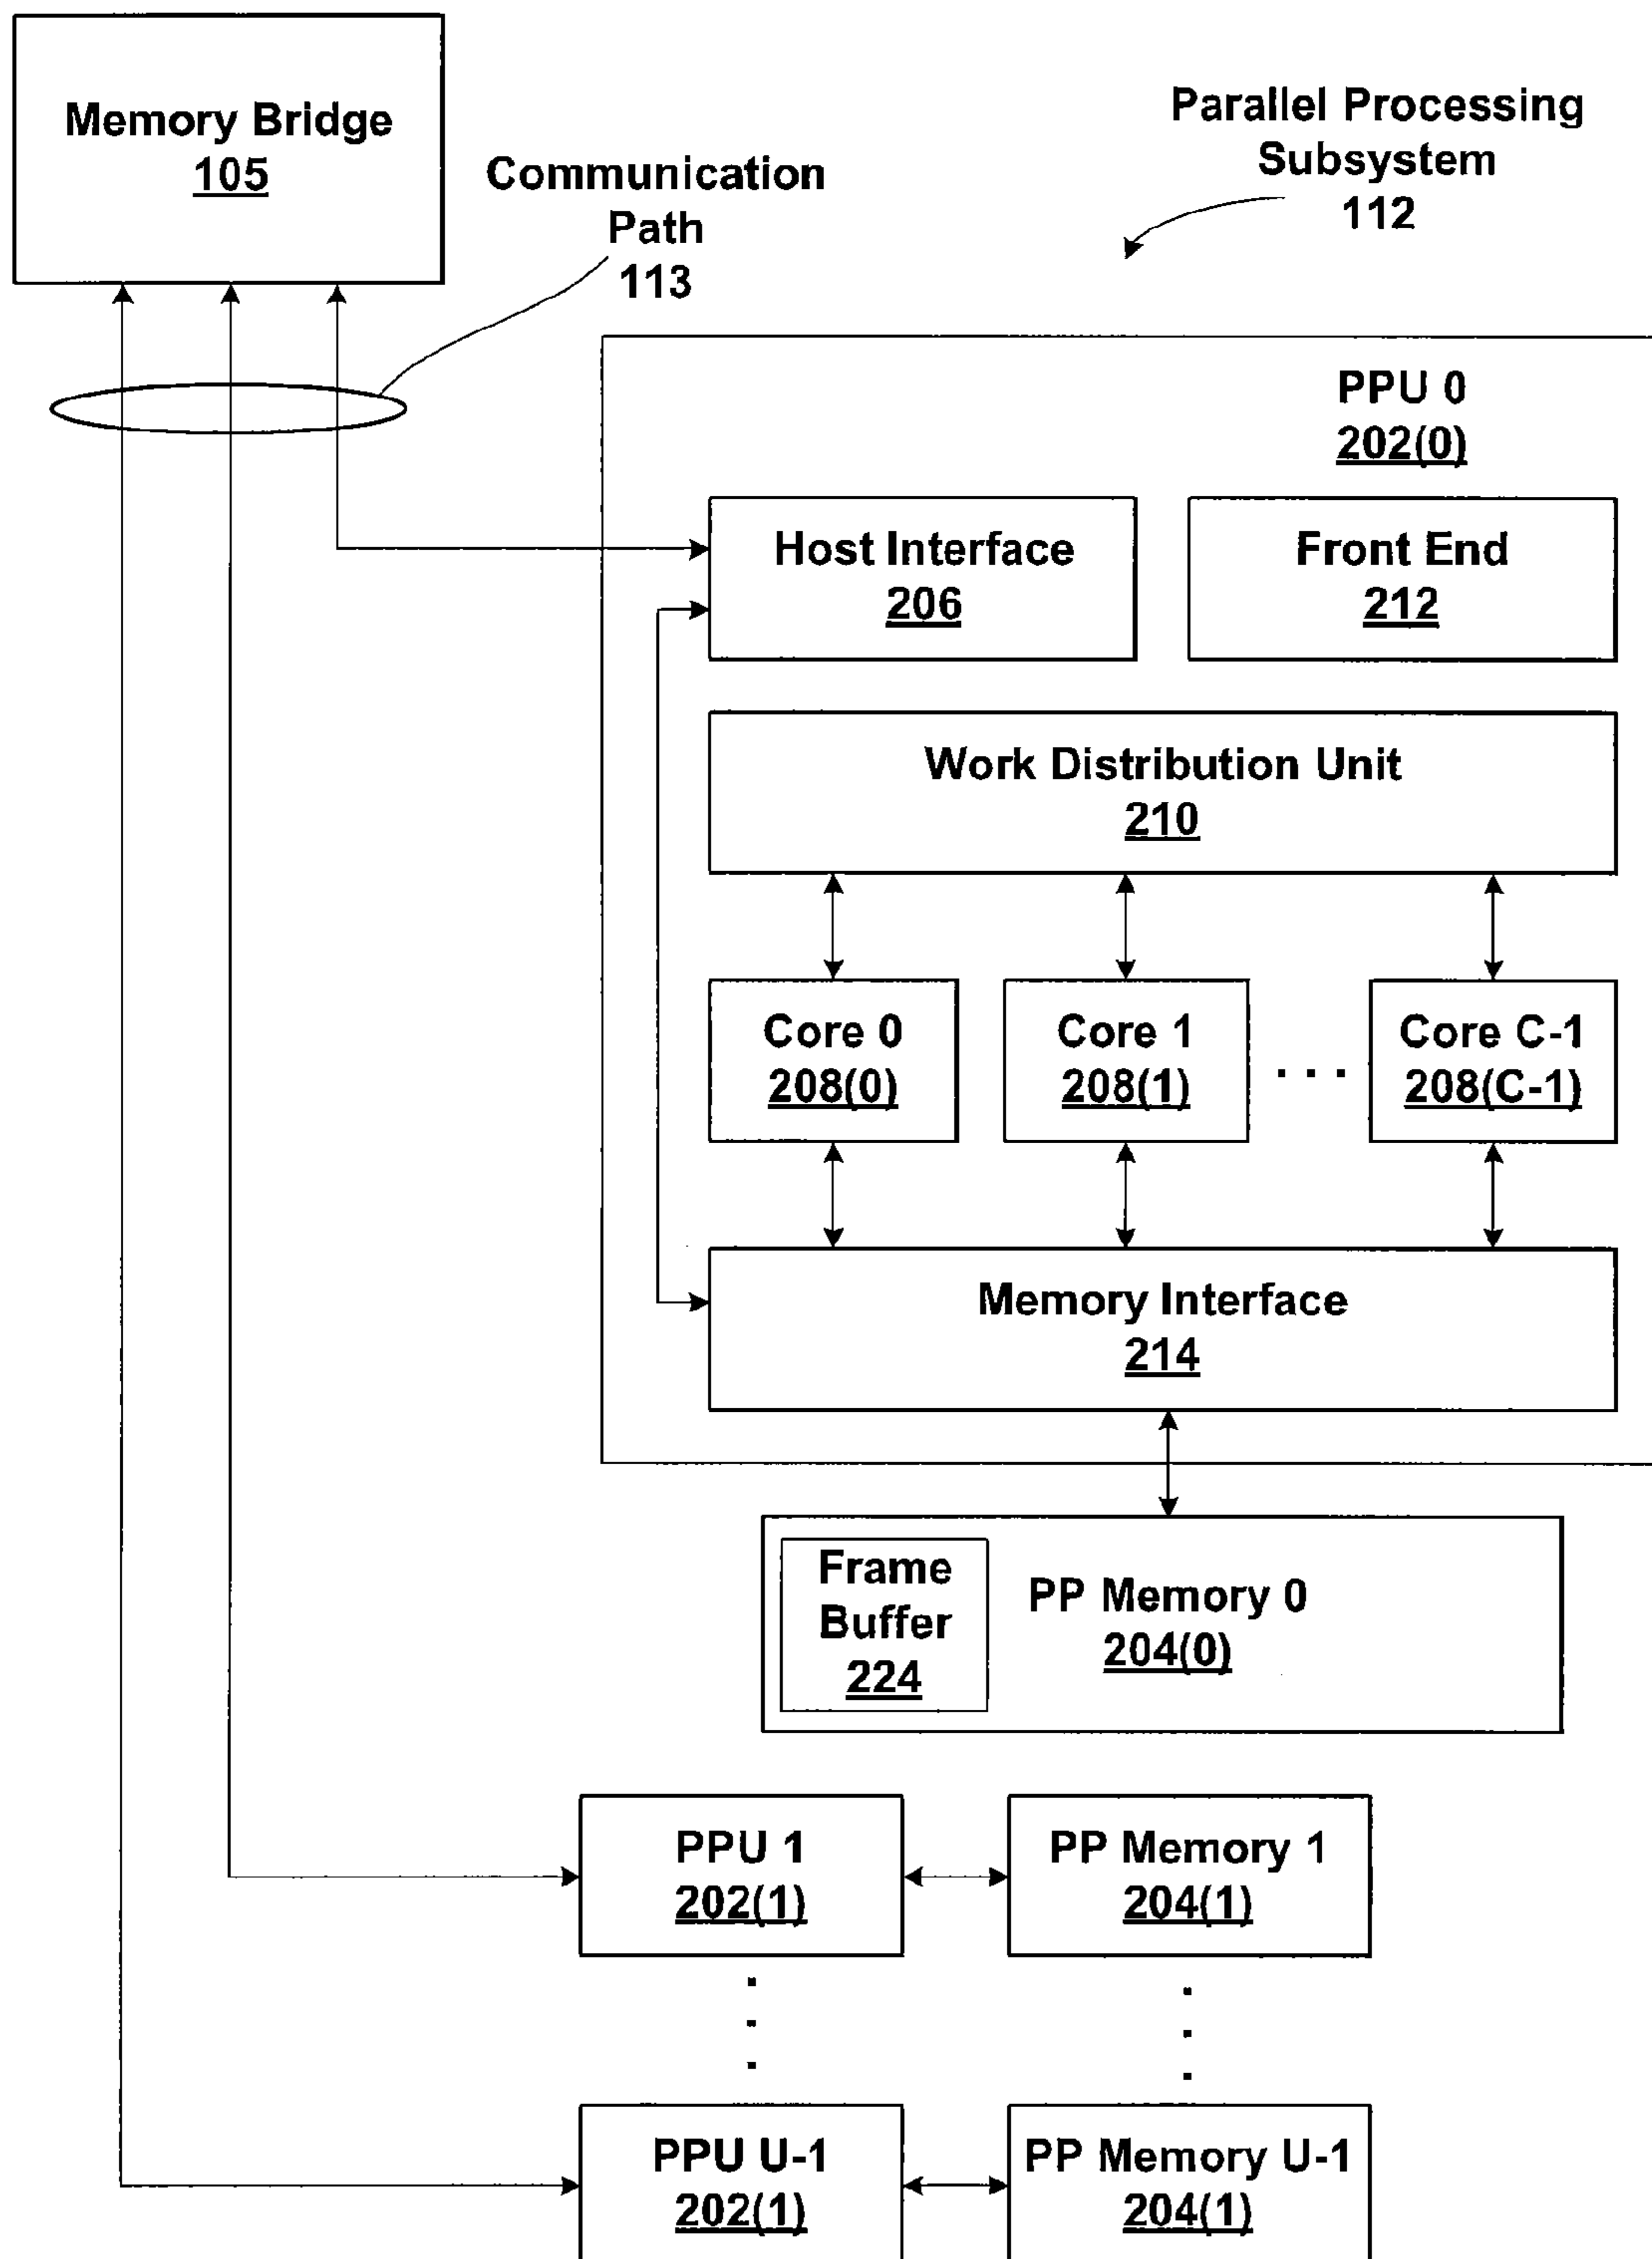 Memory Bridge
105
Communication
Path
113
Parallel Processing
Subsystem
112
PPU 0
202(0)
Host Interface
206
Front End
212
Work Distribution Unit
210
Core 0
208(0)
Core 1
208(1)
. . .
Core C-1
208(C-1)
Memory Interface
214
Frame
Buffer
224
PP Memory 0
204(0)
PPU 1
202(1)
PP Memory 1
204(1)
PPU U-1
202(1)
PP Memory U-1
204(1)